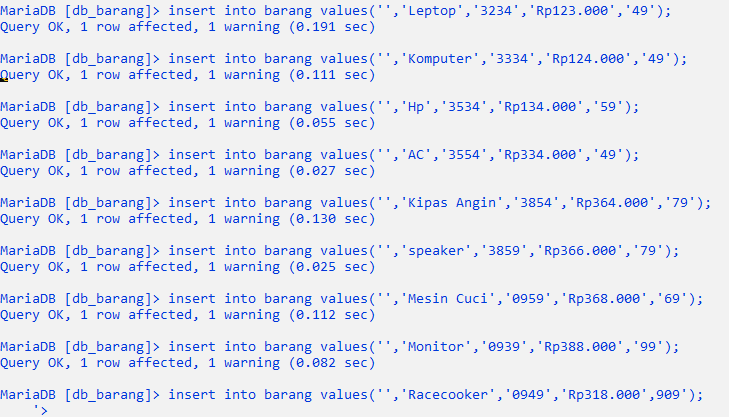 MariaDB [db_barang]> insert into barang values('','Leptop','3234','Rp123.000','49');
Query OK, 1 row affected, 1 warning (0.191 sec)
MariaDB [db_barang]> insert into barang values('','Komputer','3334','Rp124.000','49');
Query OK, 1 row affected, 1 warning (0.111 sec)
MariaDB [db_barang]> insert into barang values('','Hp','3534','Rp134.000','59');
Query OK, 1 row affected, 1 warning (0.055 sec)
MariaDB [db_barang]> insert into barang values('','AC','3554','Rp334.000','49');
Query OK, 1 row affected, 1 warning (0.027 sec)
MariaDB [db_barang]> insert into barang values('','Kipas Angin','3854','Rp364.000','79');
Query OK, 1 row affected, 1 warning (0.130 sec)
MariaDB [db_barang]> insert into barang values('','speaker','3859','Rp366.000','79');
Query OK, 1 row affected, 1 warning (0.025 sec)
MariaDB [db_barang]> insert into barang values('','Mesin Cuci','0959','Rp368.000','69');
Query OK, 1 row affected, 1 warning (0.112 sec)
MariaDB [db_barang]> insert into barang values('','Monitor','0939','Rp388.000','99');
Query OK, 1 row affected, 1 warning (0.082 sec)
MariaDB [db_barang]> insert into barang values('','Racecooker','0949','Rp318.000',909');
'>